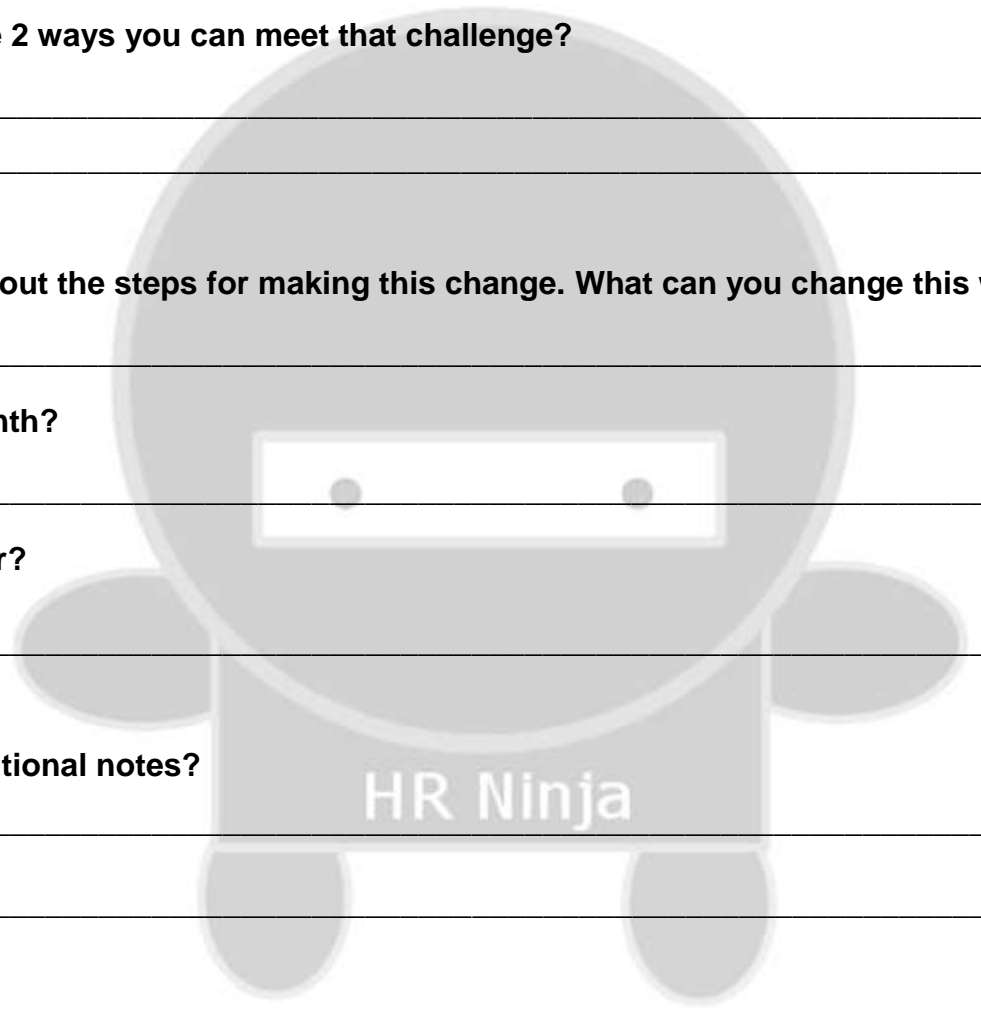 2 ways you can meet that challenge?
out the steps for making this change. What can you change this
nth?
r?
tional notes?
HR Ninja